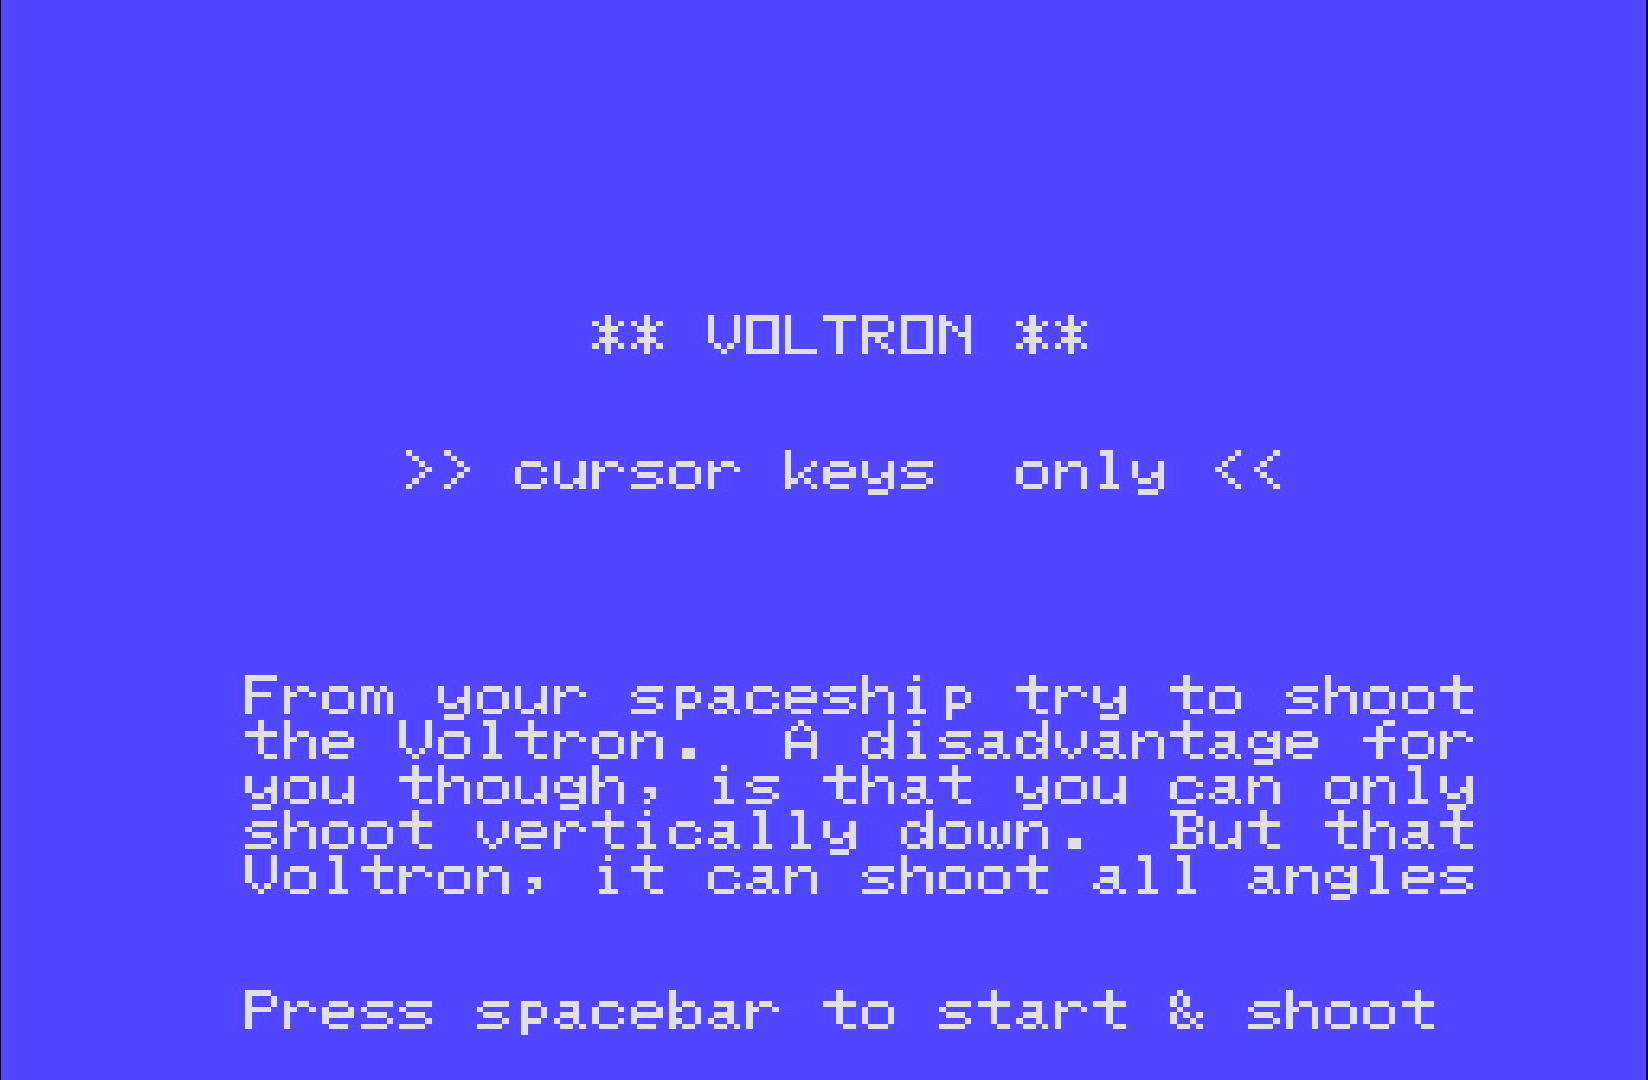 ** VOLTRON **
>> cursor keys  only <<
From your spaceship try to shoot
the Voltron.  A disadvantage for
you though, is that you can only
shoot vertically down.  But that
Voltron, it can shoot all angles
Press spacebar to start & shoot